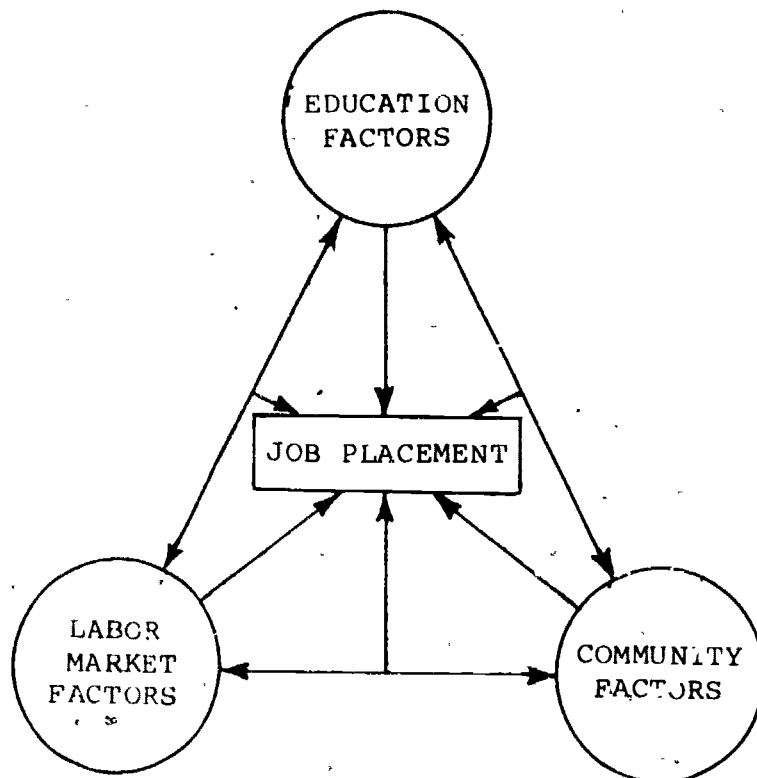 EDUCATION
FACTORS
JOB PLACEMENT
LABOR
MARKET
FACTORS
COMMUNITY
FACTORS